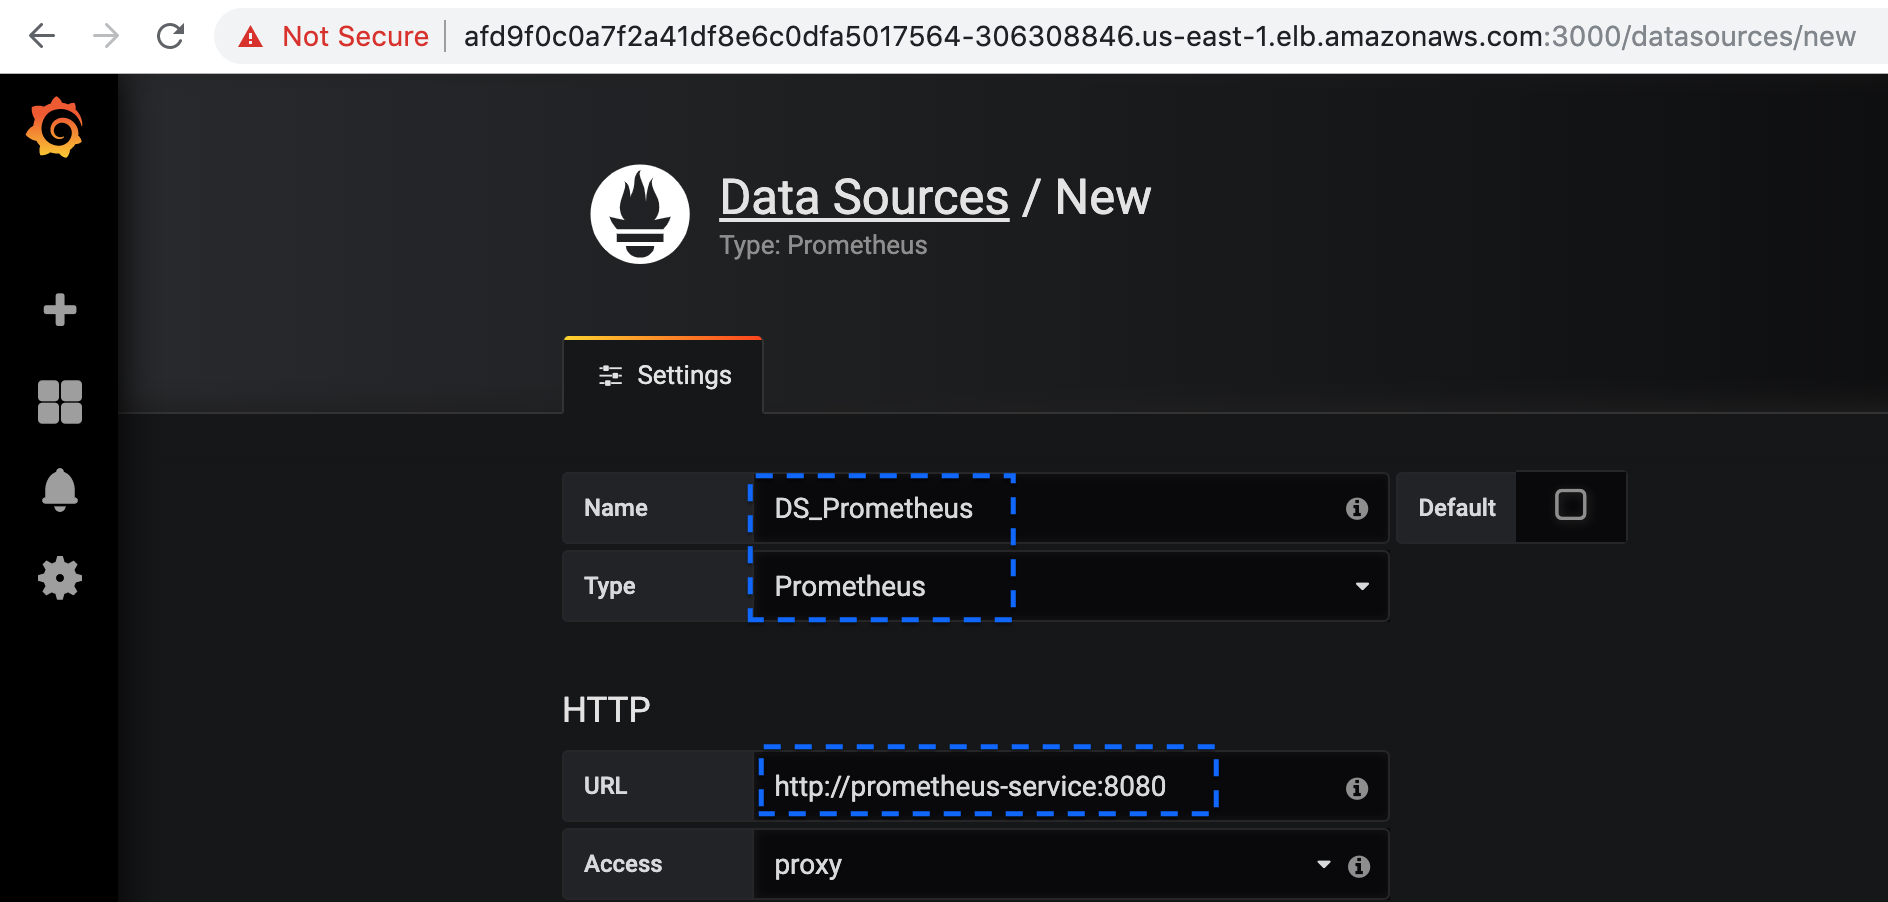 Not Secure afd9f0c0a7f2a41df8e6c0dfa5017564-306308846.us-east-1.elb.amazonaws.com:3000/datasources/new
Data Sources / New
Type: Prometheus
Settings
Name DS_Prometheus Default
Type Prometheus
HTTP
URL http://prometheus-service:8080
Access proxy